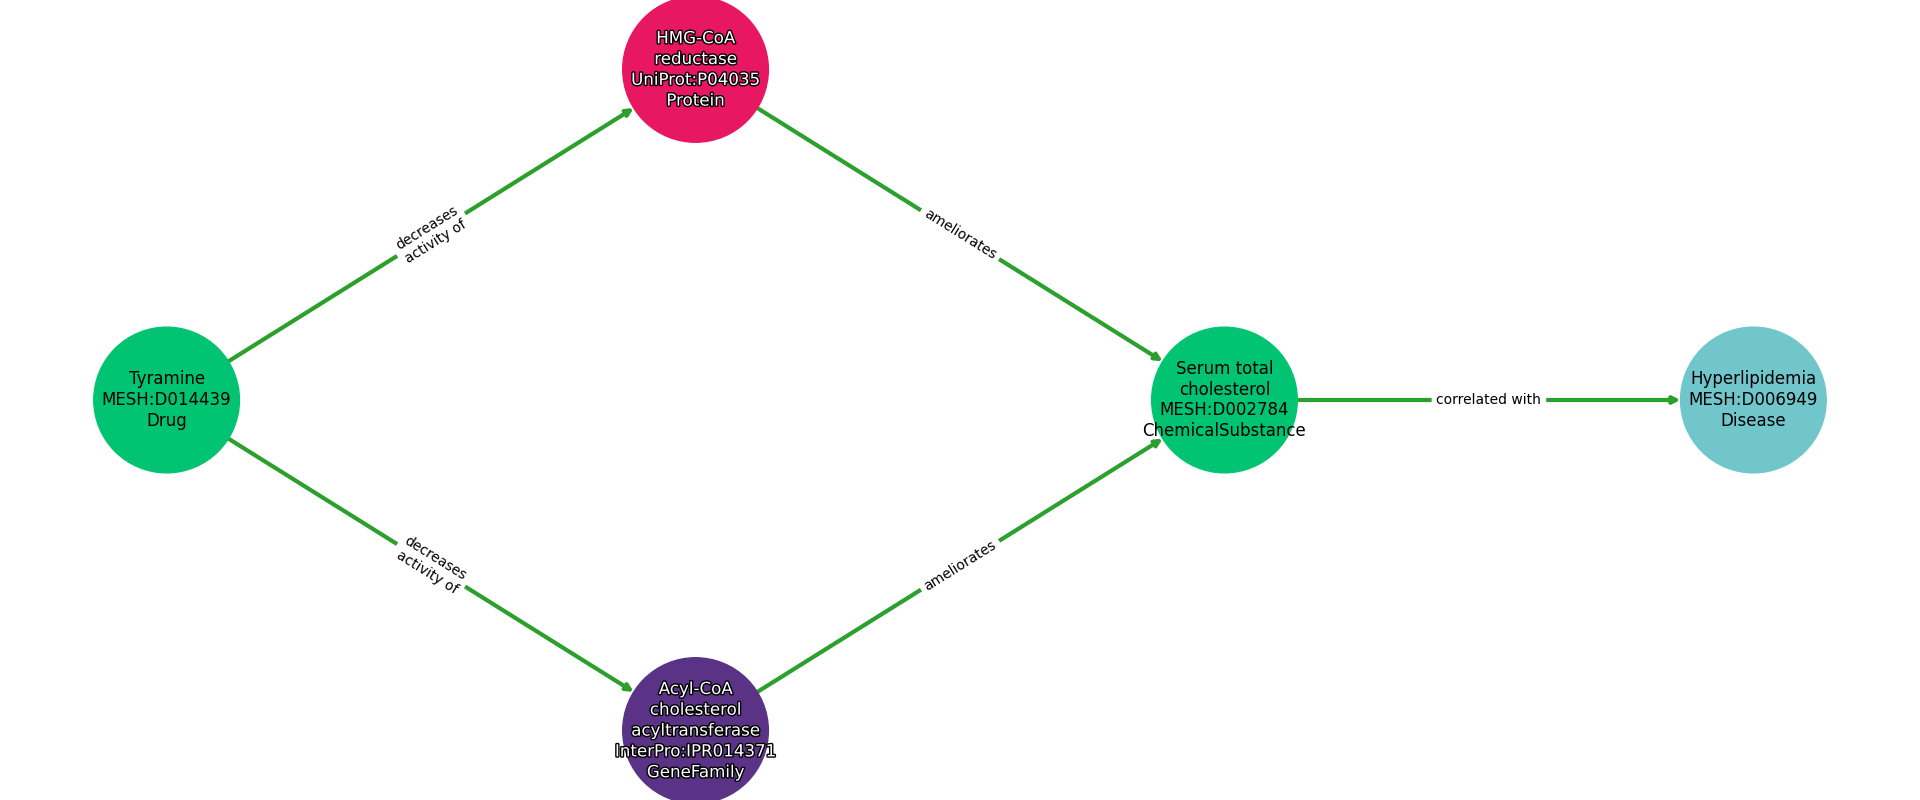 HMG-CoA
reductase
UniProt:P04035
Protein
decreases
activity of
ameliorates
Tyramine
MESH:D014439
Drug
Serum total
cholesterol
MESH:D002784
ChemicalSubstance
correlated with
Hyperlipidemia
MESH:D006949
Disease
decreases
activity of
ameliorates
Acyl-CoA
cholesterol
acyltransferase
InterPro:IPR014371
GeneFamily